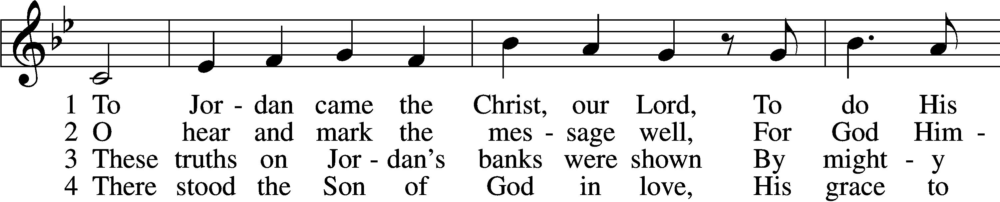 1 To Jor - dan came the Christ, our Lord, To do His
2 O hear and mark the mes - sage well, For God Him -
3 These truths on Jor - dan's banks were shown By might - y
4 There stood the Son of God in love, His grace to